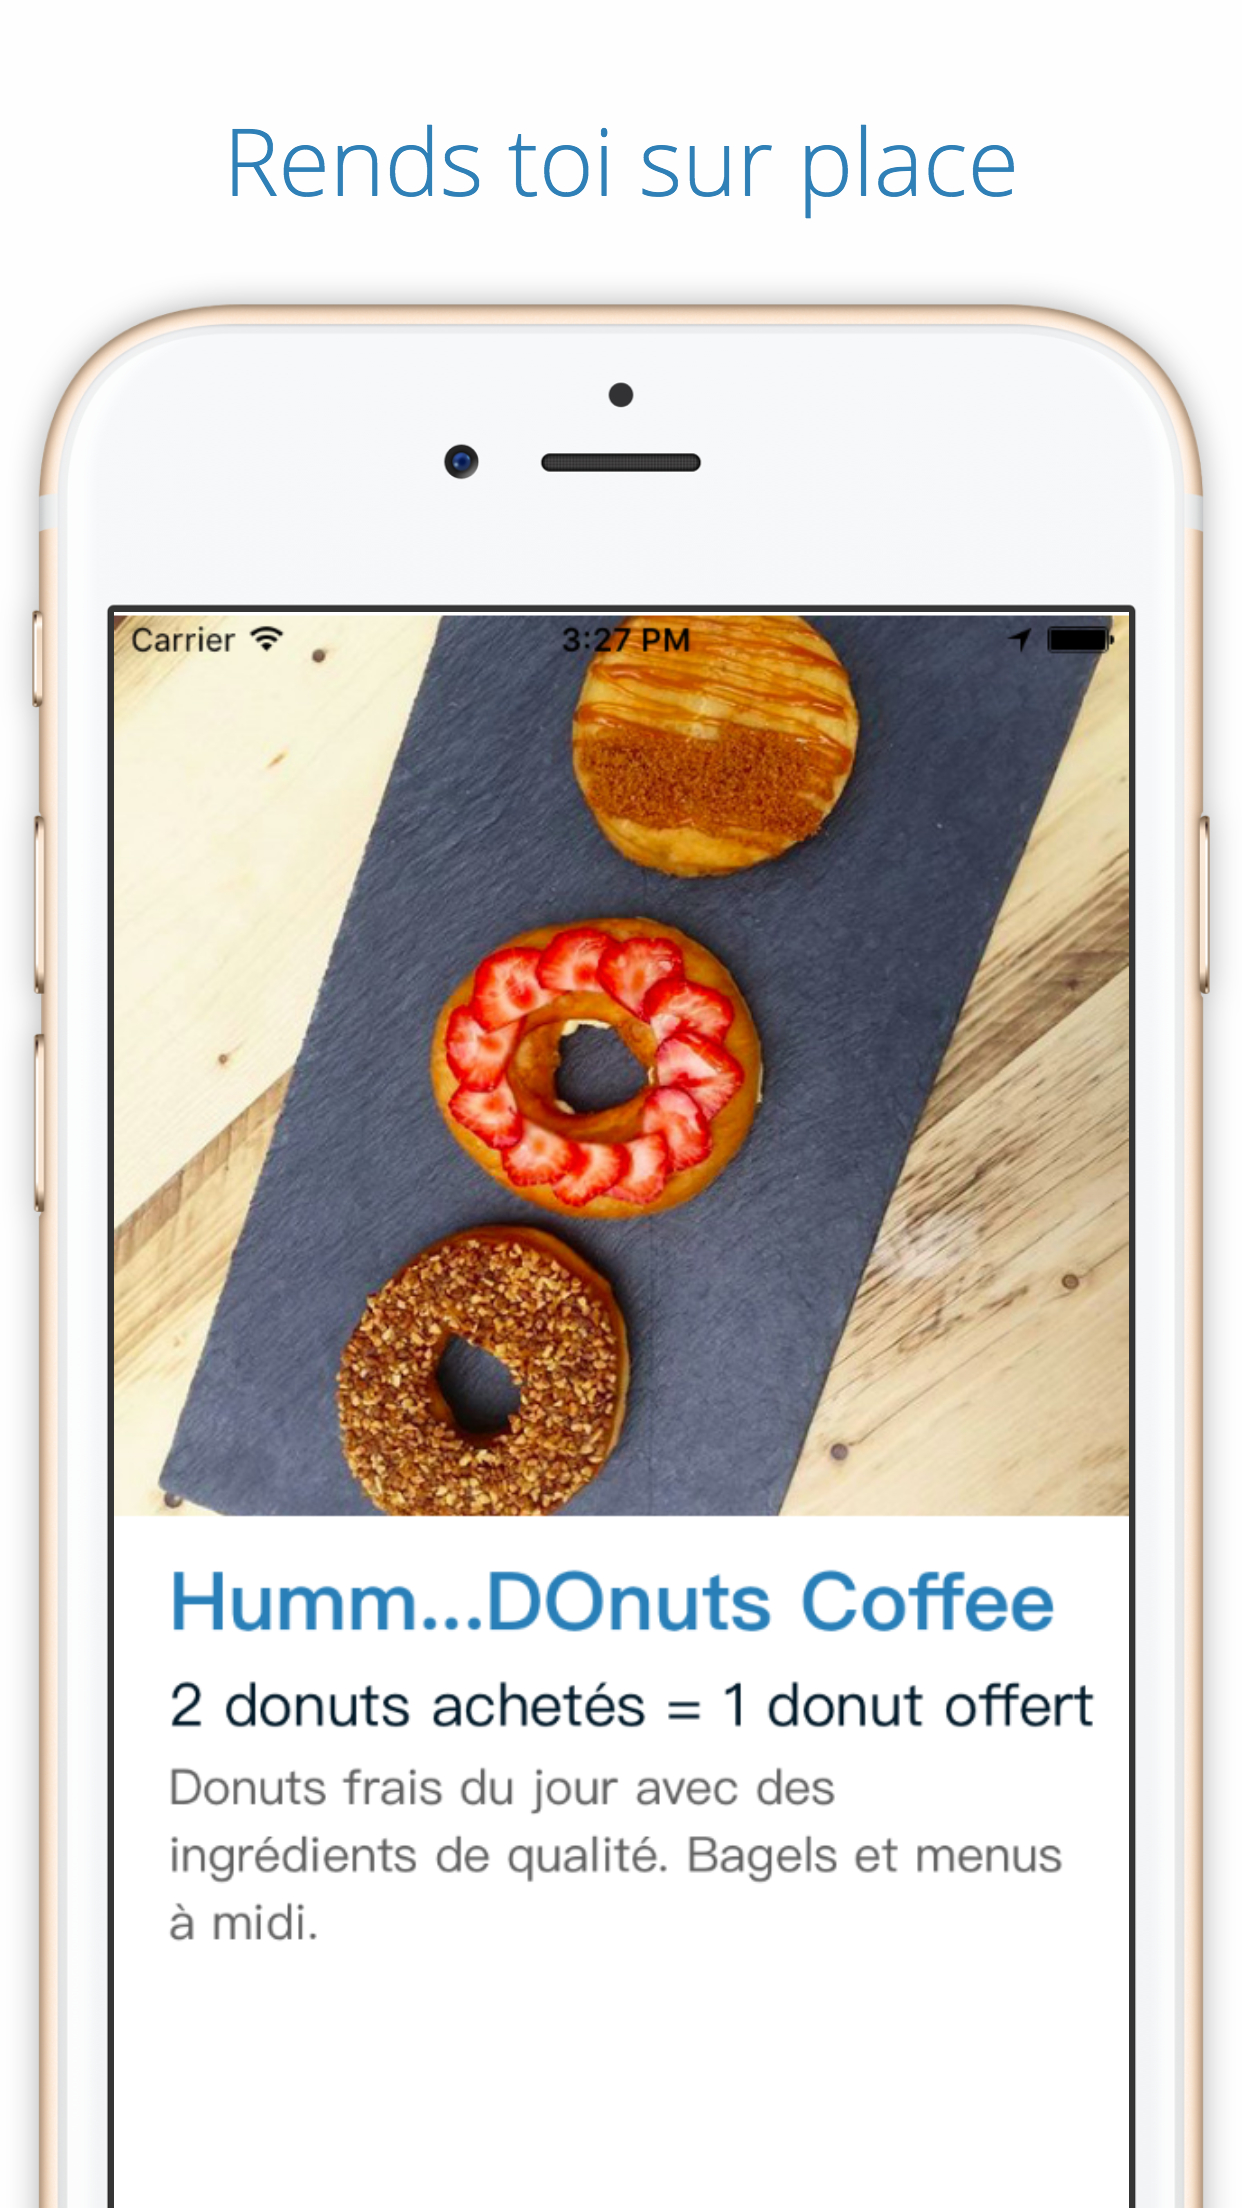 Rends toi sur place
Carrier 3:27 PM
Humm...DOnuts Coffee
2 donuts achetés = 1 donut offert
Donuts frais du jour avec des
ingrédients de qualité. Bagels et menus
à midi.